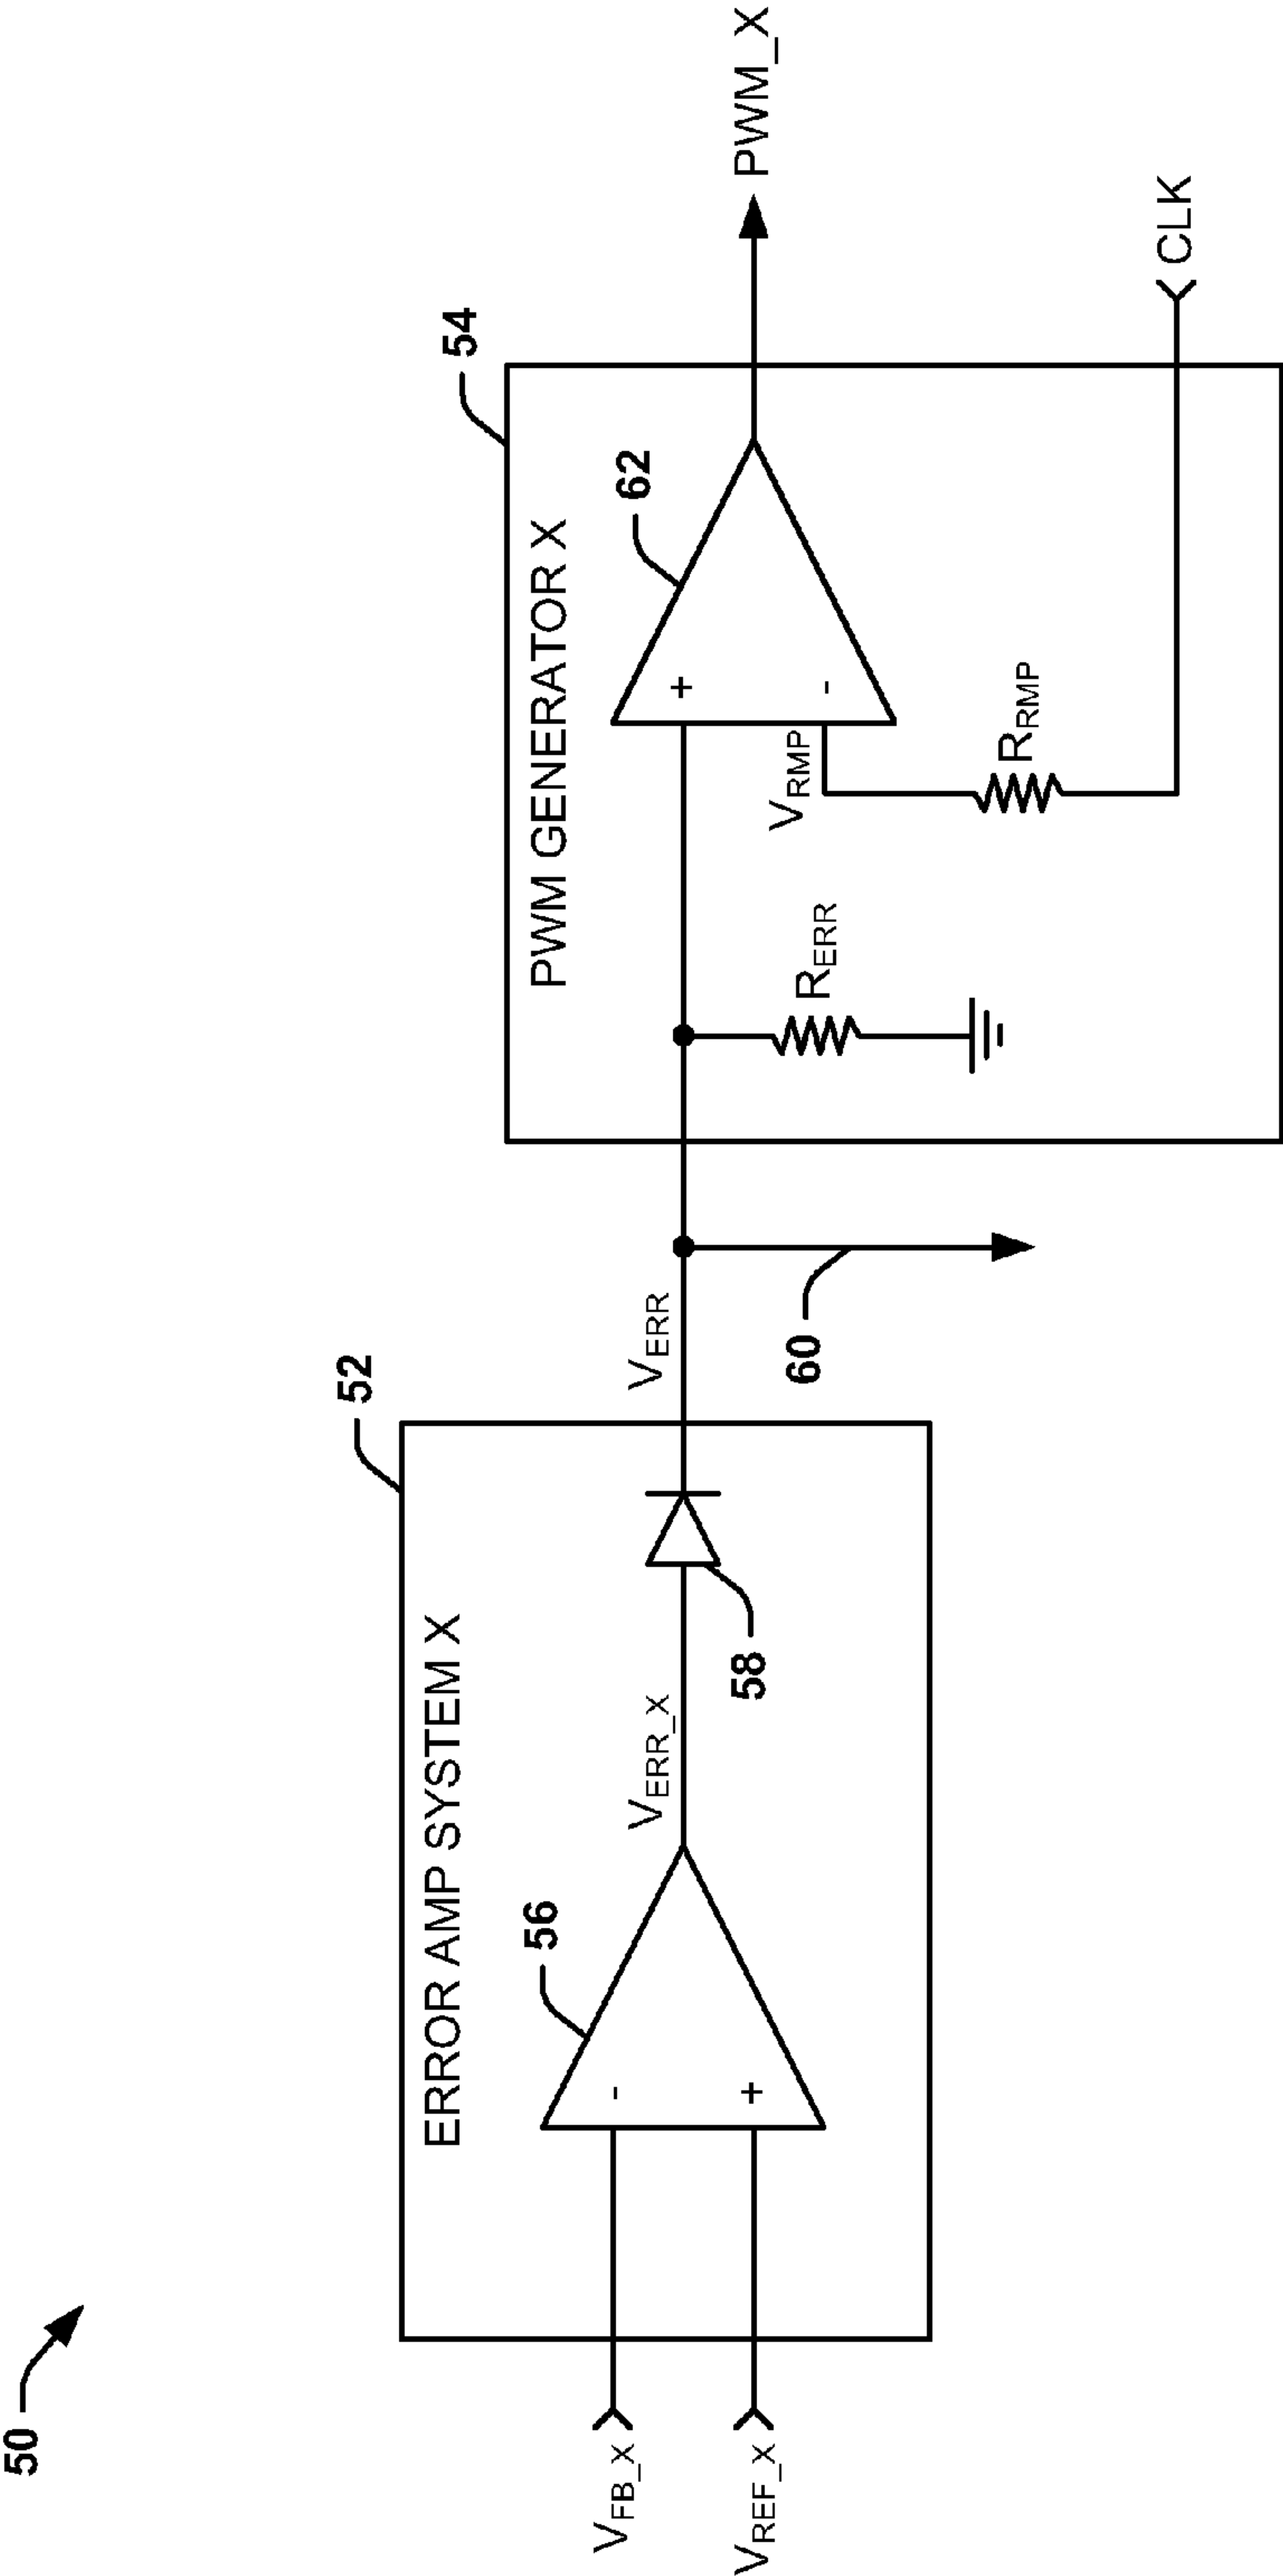 50
ERROR AMP SYSTEM X
52
56
-
+
V_FB_X
V_REF_X
V_ERR_X
58
V_ERR
60
PWM GENERATOR X
54
62
+
-
V_RMP
R_ERR
R_RMP
PWM_X
CLK